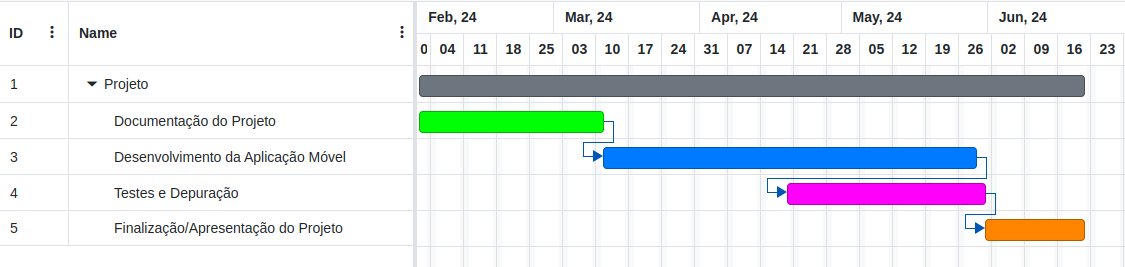 ID Name Feb, 24 Mar, 24 Apr, 24 May, 24 Jun, 24
0 04 11 18 25 03 10 17 24 31 07 14 21 28 05 12 19 26 02 09 16 23
1 Projeto
2 Documentação do Projeto
3 Desenvolvimento da Aplicação Móvel
4 Testes e Depuração
5 Finalização/Apresentação do Projeto